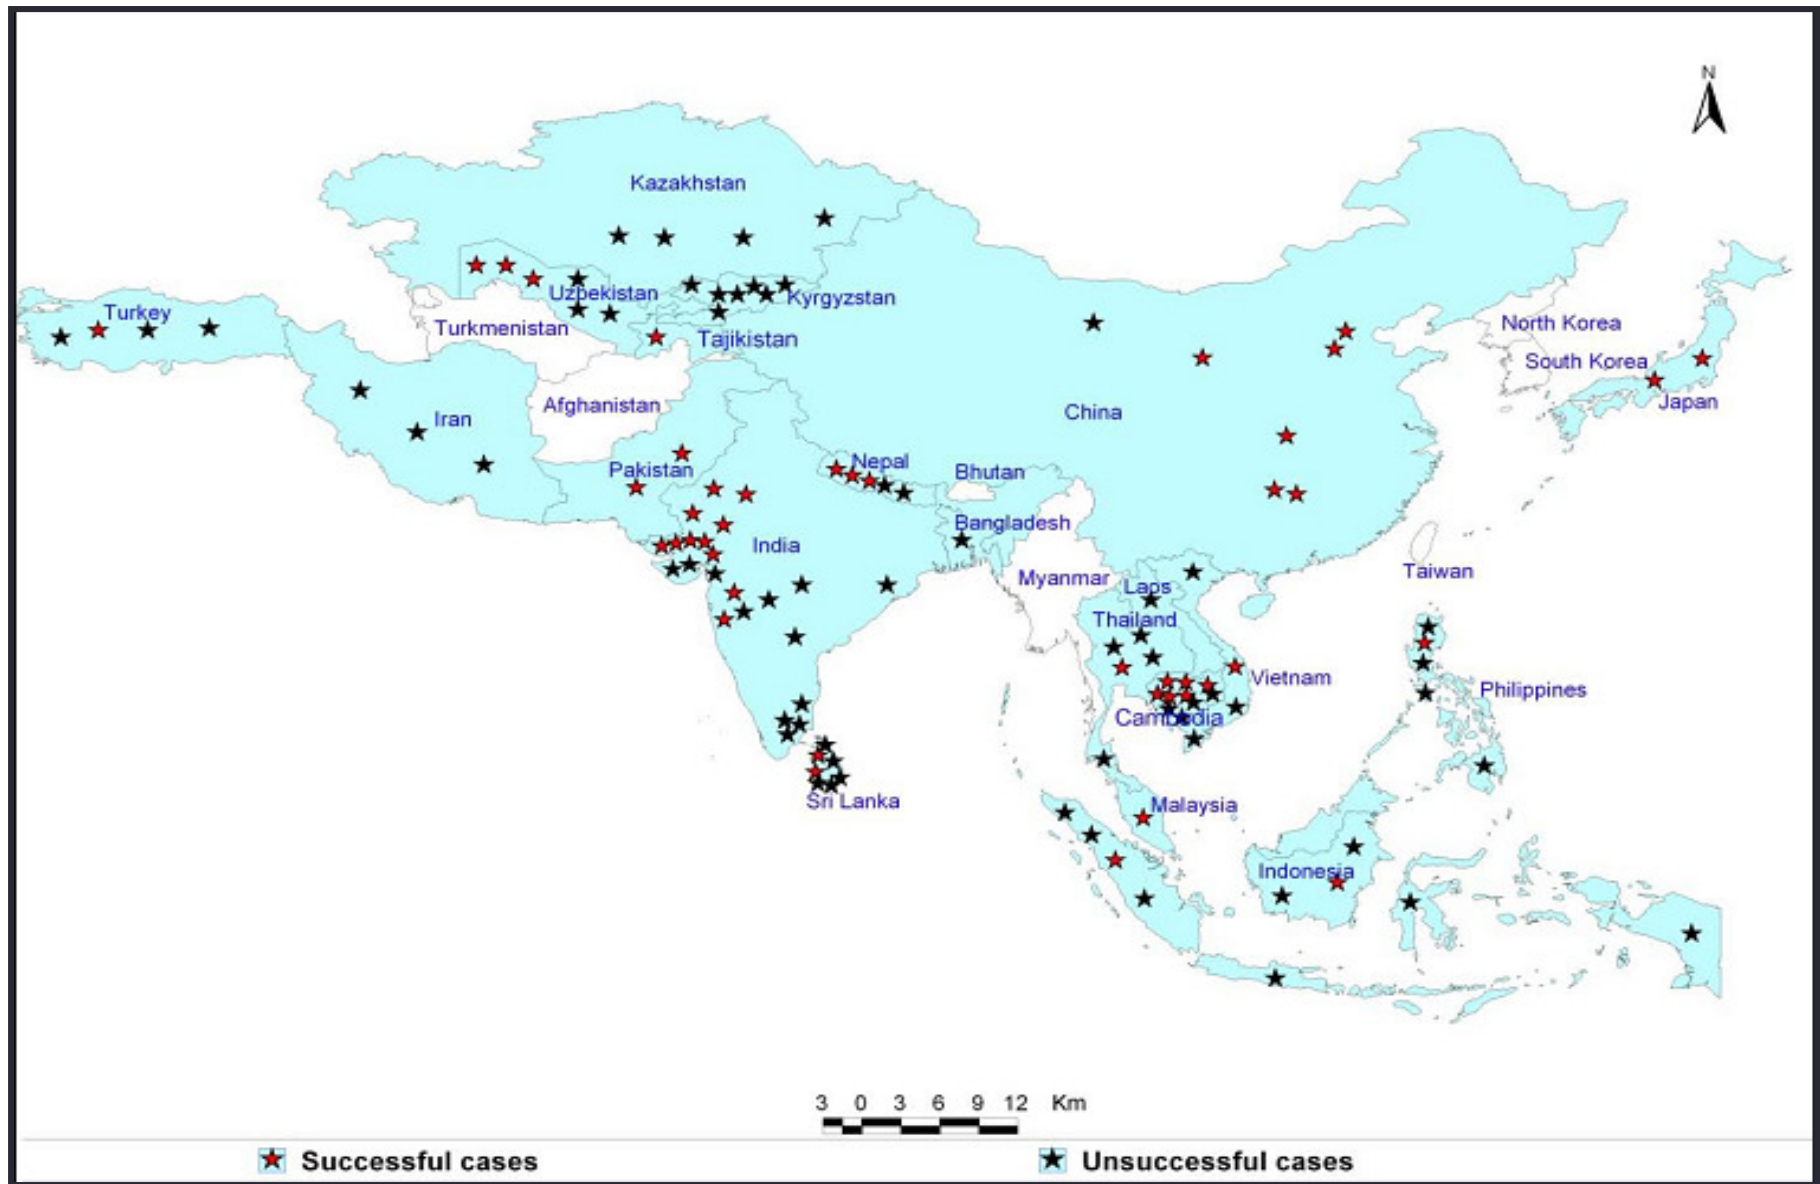 N
Kazakhstan
Uzbekistan
Kyrgyzstan
Turkey
Turkmenistan
Tajikistan
North Korea
South Korea
Japan
Afghanistan
China
Iran
Pakistan
Nepal
Bhutan
Bangladesh
India
Myanmar
Laps
Taiwan
Thailand
Vietnam
Philippines
Cambodia
Sri Lanka
Malaysia
Indonesia
3 0 3 6 9 12 Km
Successful cases
Unsuccessful cases